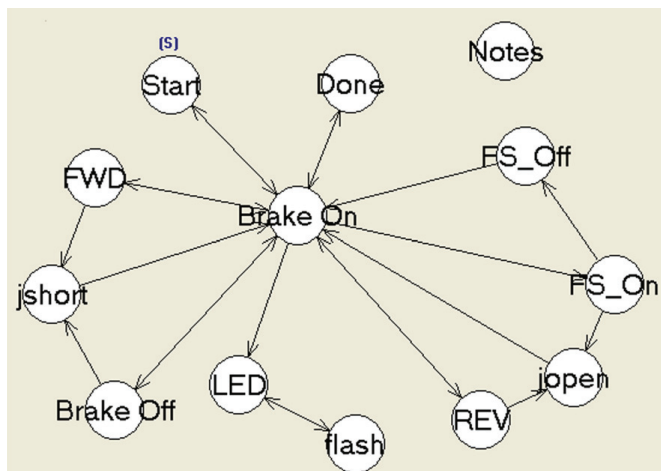 (S)
Start
Done
Notes
FWD
FS_Off
Brake On
jshort
FS_On
Brake Off
LED
REV
jopen
flash